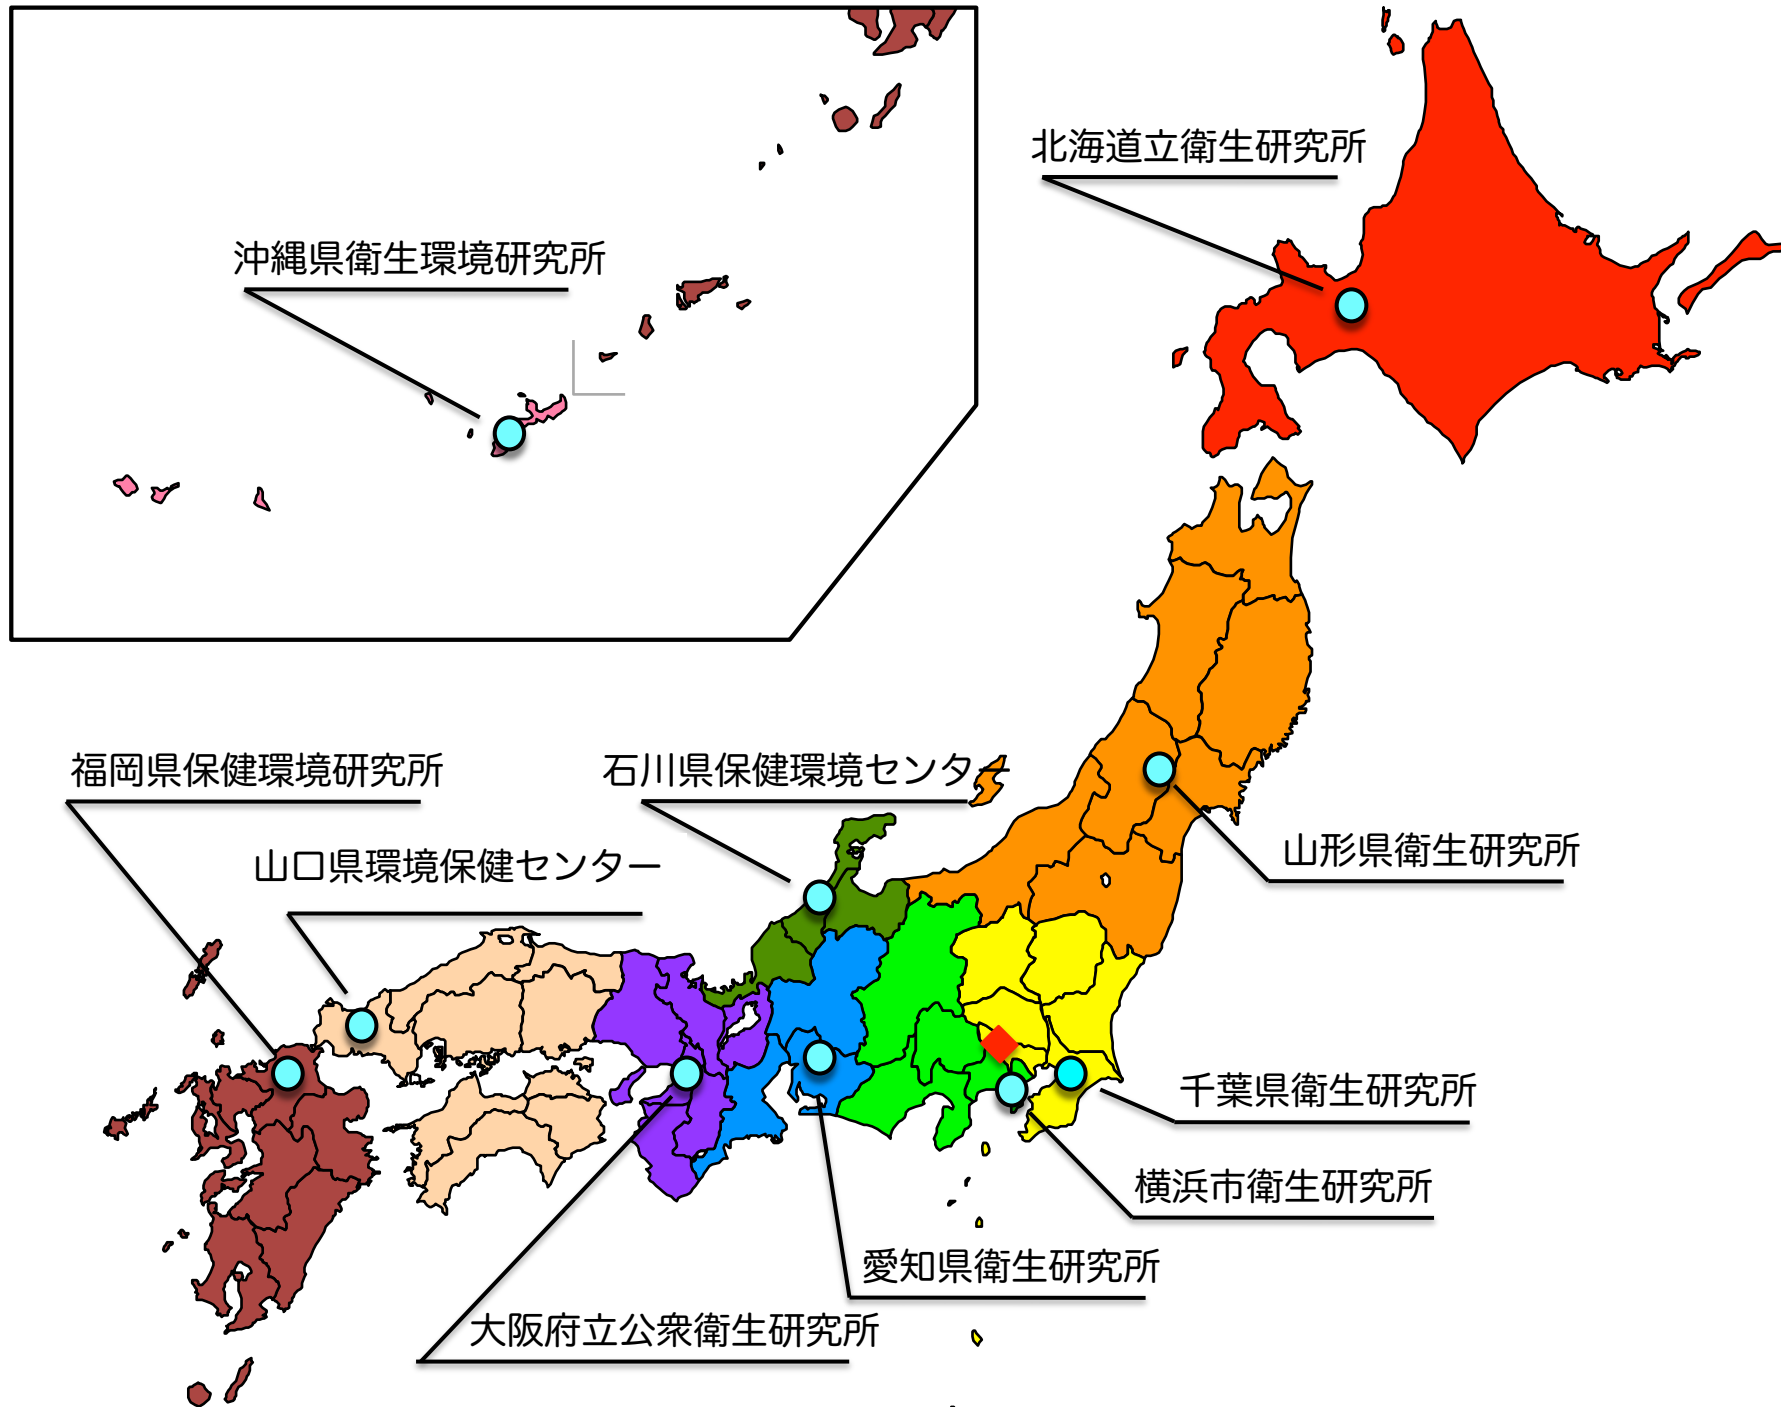 北海道立衛生研究所
沖縄県衛生環境研究所
福岡県保健環境研究所
石川県保健環境センター
山口県環境保健センター
山形県衛生研究所
千葉県衛生研究所
横浜市衛生研究所
愛知県衛生研究所
大阪府立公衆衛生研究所